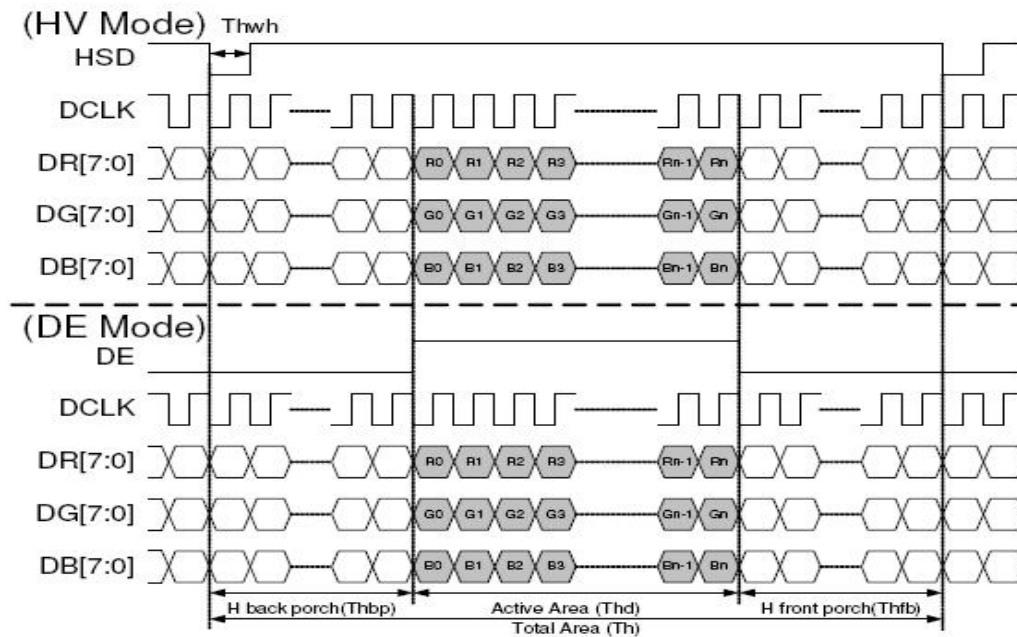 (HV Mode) Thwh
HSD
DCLK
DR[7:0] R0 R1 R2 R3 Rn-1 Rn
DG[7:0] G0 G1 G2 G3 Gn-1 Gn
DB[7:0] B0 B1 B2 B3 Bn-1 Bn
(DE Mode)
DE
DCLK
DR[7:0] R0 R1 R2 R3 Rn-1 Rn
DG[7:0] G0 G1 G2 G3 Gn-1 Gn
DB[7:0] B0 B1 B2 B3 Bn-1 Bn
H back porch(Thbp) Active Area (Thd) H front porch(Thfb)
Total Area (Th)